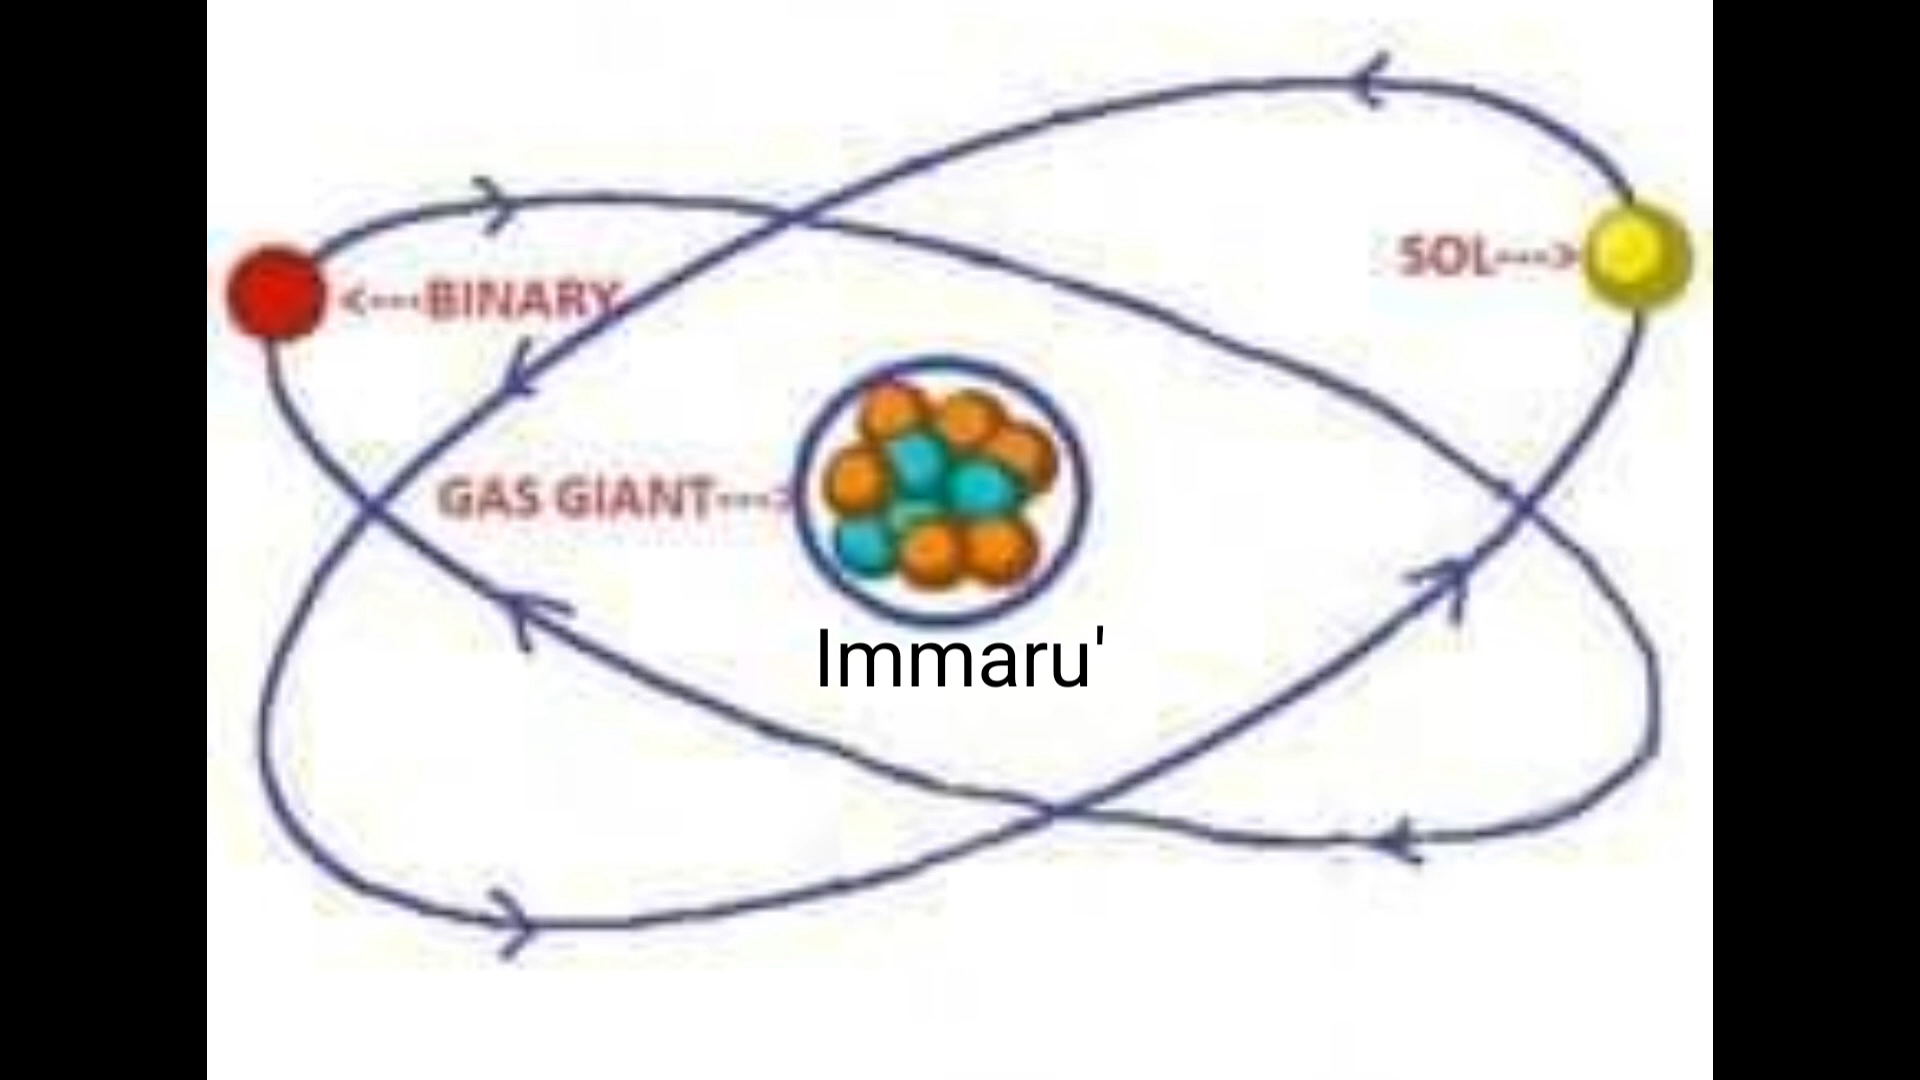 SOL--->
<---BINARY
GAS GIANT--->
Immaru'